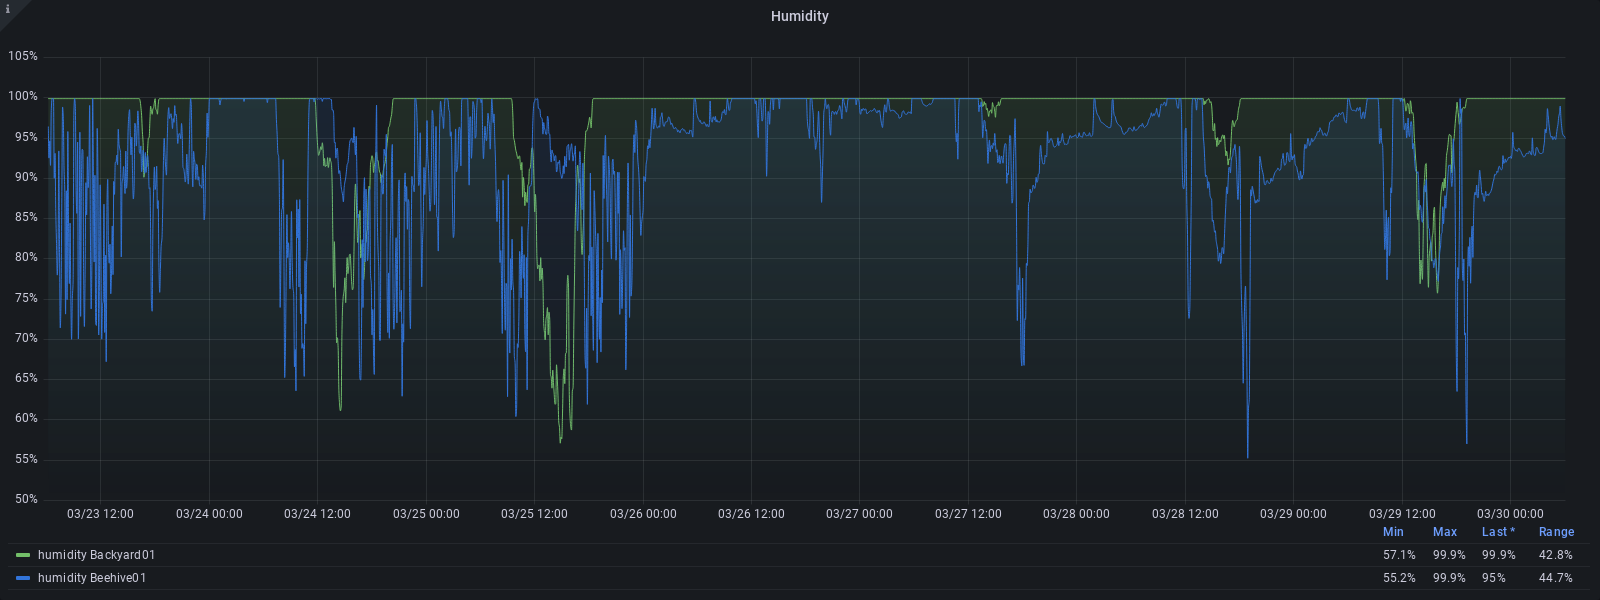 i
Humidity
105%
100%
95%
90%
85%
80%
75%
70%
65%
60%
55%
50%
03/23 12:00 03/24 00:00 03/24 12:00 03/25 00:00 03/25 12:00 03/26 00:00 03/26 12:00 03/27 00:00 03/27 12:00 03/28 00:00 03/28 12:00 03/29 00:00 03/29 12:00 03/30 00:00
Min Max Last * Range
humidity Backyard01 57.1% 99.9% 99.9% 42.8%
humidity Beehive01 55.2% 99.9% 95% 44.7%